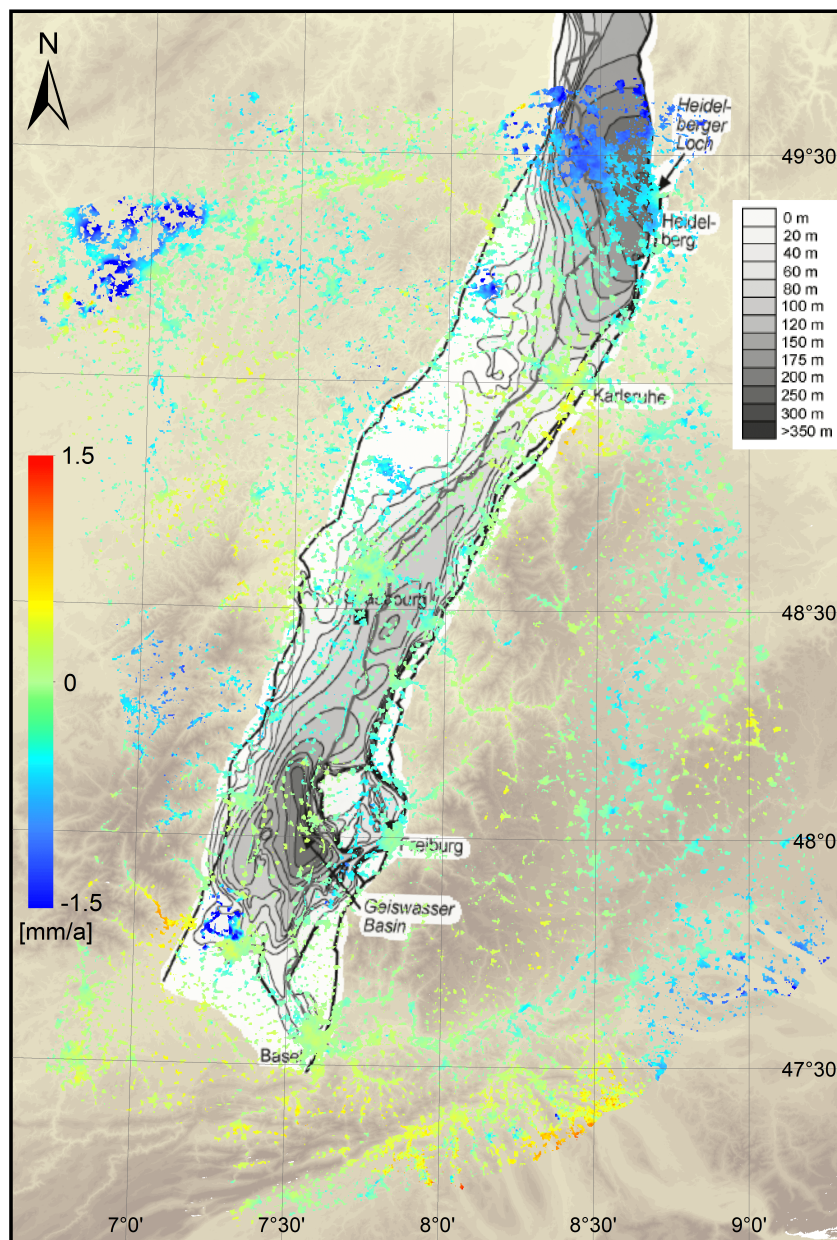 N
Heidel-
berger
Loch
49°30
Heidel-
berg
0 m
20 m
40 m
60 m
80 m
100 m
120 m
150 m
175 m
200 m
250 m
300 m
>350 m
Karlsruhe
1.5
0
-1.5
[mm/a]
48°30
48°0
Geiswasser
Basin
Basel
47°30
7°0'
7°30'
8°0'
8°30'
9°0'